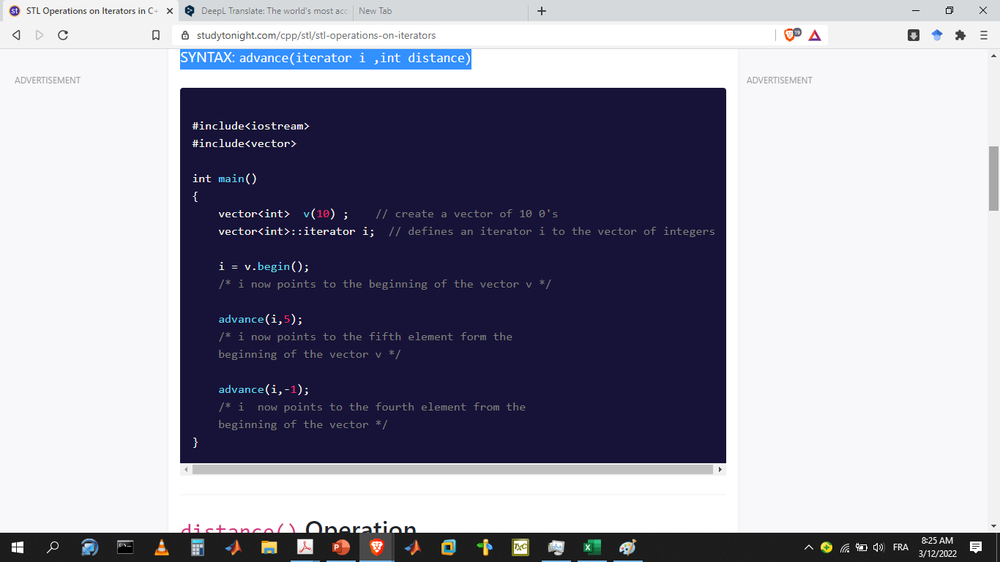 STL Operations on Iterators in C+
DeepL Translate: The world's most acc
New Tab
studytonight.com/cpp/stl/stl-operations-on-iterators
19
SYNTAX: advance(iterator i ,int distance)
ADVERTISEMENT
ADVERTISEMENT
#include<iostream>
#include<vector>
int main()
{
vector<int>  v(10) ;    // create a vector of 10 0's
vector<int>::iterator i;  // defines an iterator i to the vector of integers
i = v.begin();
/* i now points to the beginning of the vector v */
advance(i,5);
/* i now points to the fifth element form the
beginning of the vector v */
advance(i,-1);
/* i  now points to the fourth element from the
beginning of the vector */
}
distance() Operation
FRA
8:25 AM
3/12/2022